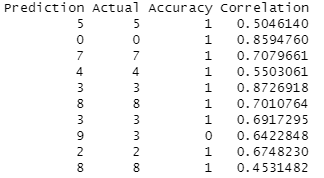 Prediction Actual Accuracy Correlation
5 5 1 0.5046140
0 0 1 0.8594760
7 7 1 0.7079661
4 4 1 0.5503061
3 3 1 0.8726918
8 8 1 0.7010764
3 3 1 0.6917295
9 3 0 0.6422848
2 2 1 0.6748230
8 8 1 0.4531482